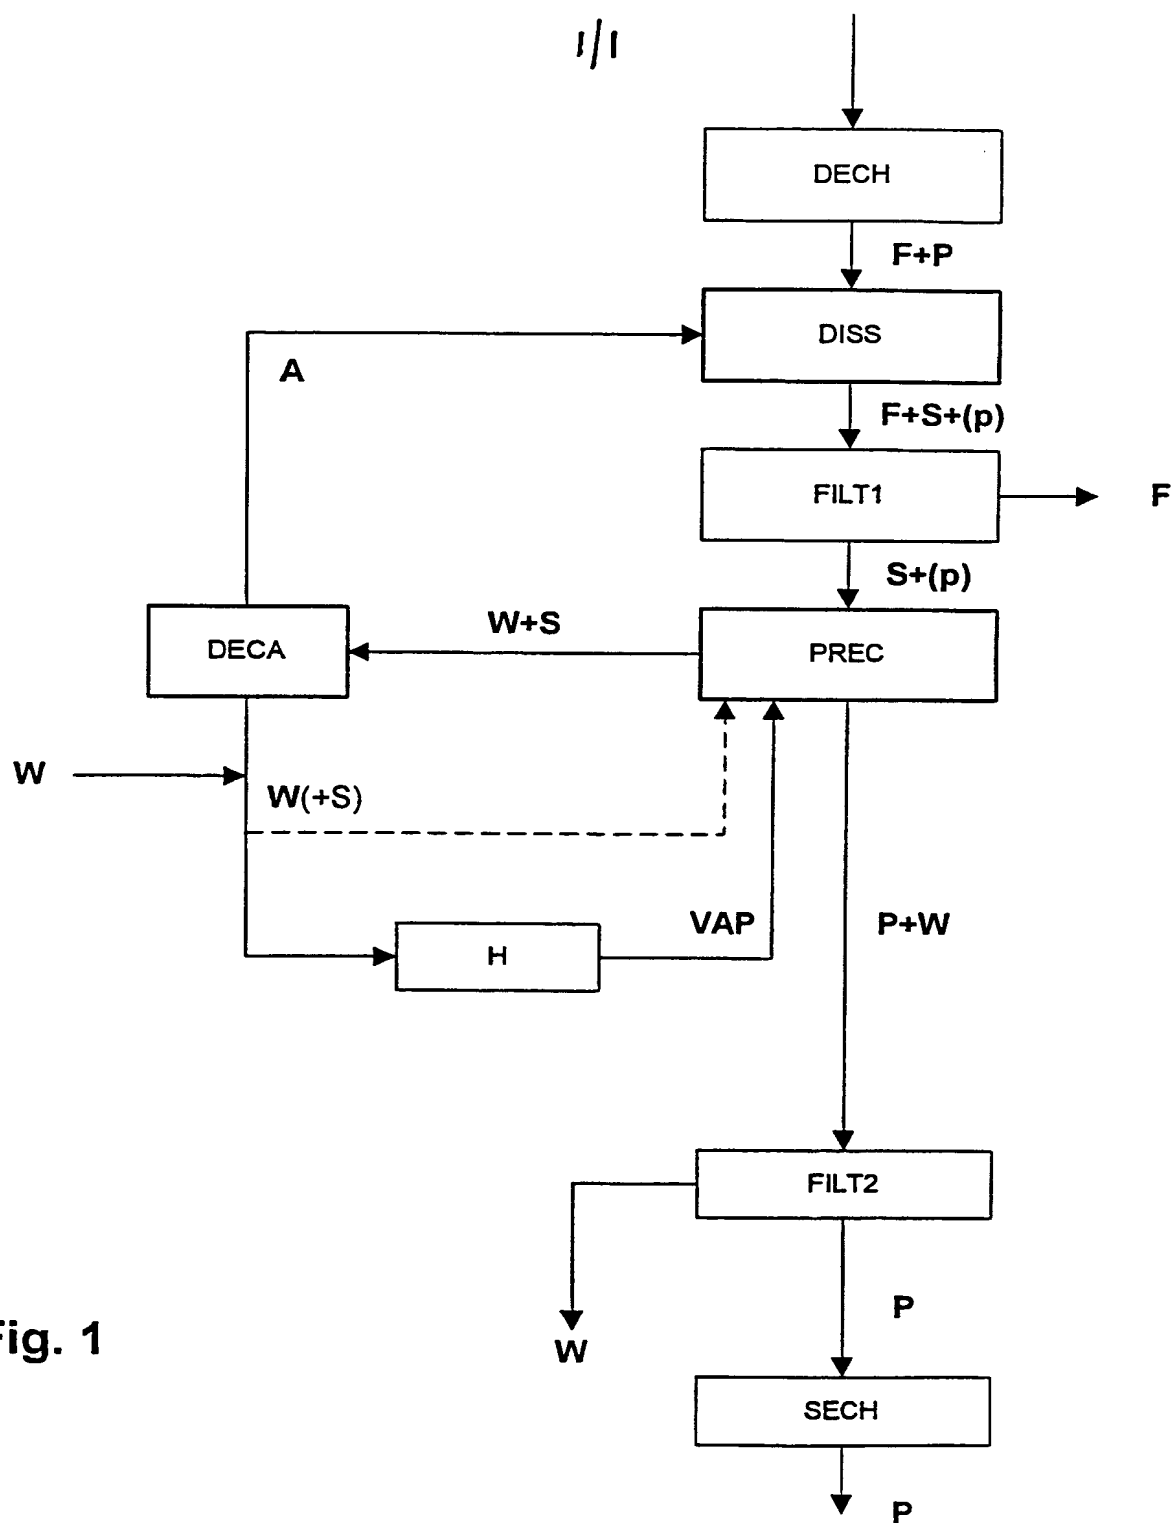 1/1
DECH
F+P
DISS
A
F+S+(p)
FILT1
F
S+(p)
DECA
W+S
PREC
W
W(+S)
VAP
P+W
H
FILT2
P
Fig. 1
W
SECH
P